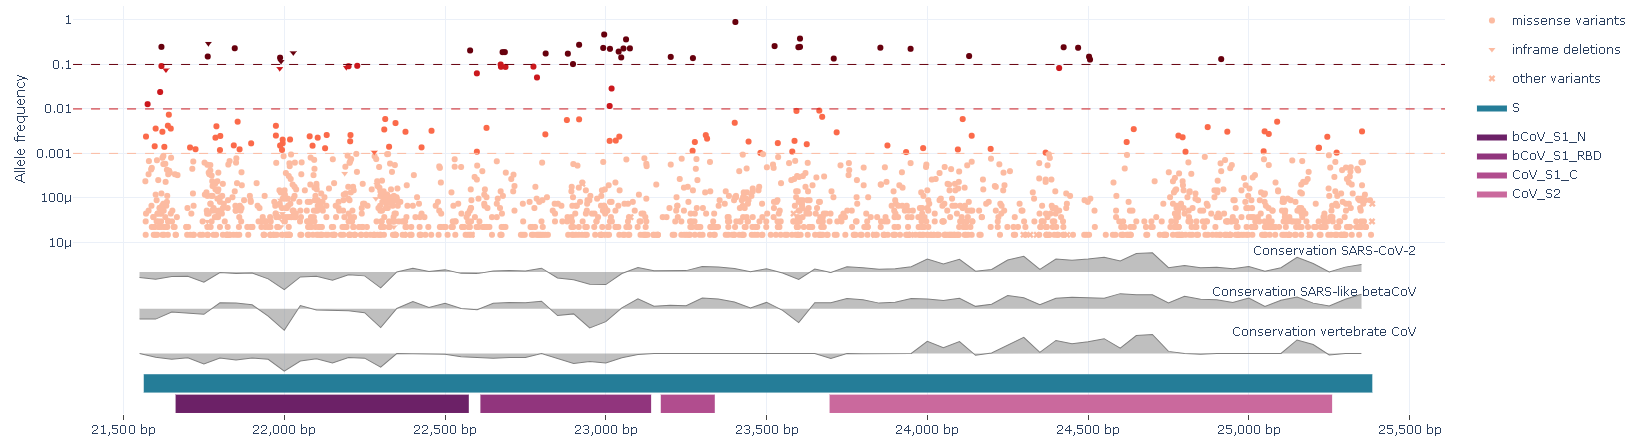 1
0.1
0.01
0.001
100µ
10µ
Allele frequency
Conservation SARS-CoV-2
Conservation SARS-like betaCoV
Conservation vertebrate CoV
21,500 bp
22,000 bp
22,500 bp
23,000 bp
23,500 bp
24,000 bp
24,500 bp
25,000 bp
25,500 bp
missense variants
inframe deletions
other variants
S
bCoV_S1_N
bCoV_S1_RBD
CoV_S1_C
CoV_S2